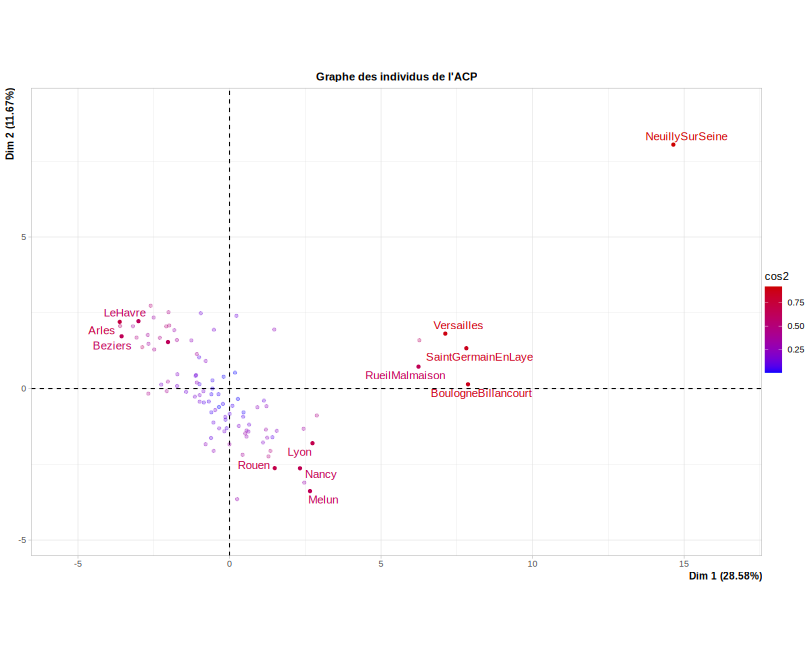 Graphe des individus de l'ACP
Dim 2 (11.67%)
NeuillySurSeine
5
cos2
0.75
0.50
0.25
LeHavre
Arles
Beziers
Versailles
SaintGermainEnLaye
RueilMalmaison
BoulogneBillancourt
0
Lyon
Rouen
Nancy
Melun
-5
-5
0
5
10
15
Dim 1 (28.58%)